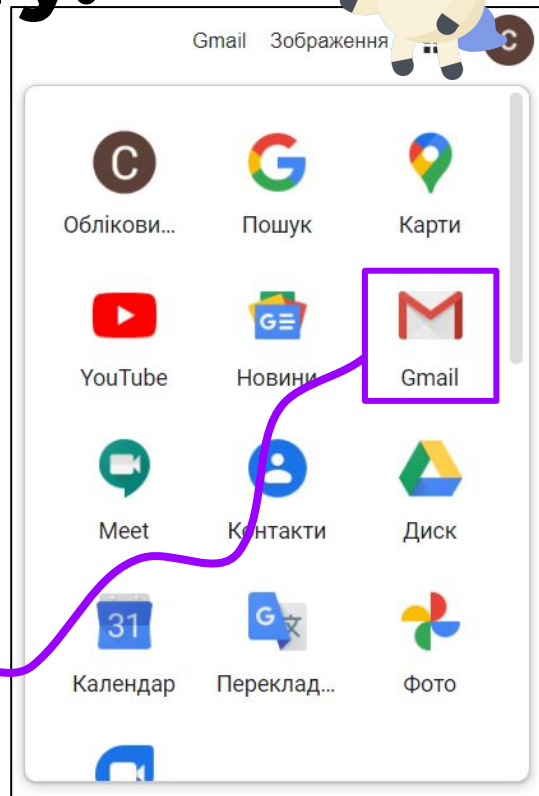 у.
Gmail Зображення С
С
Облікови... Пошук Карти
YouTube Новини Gmail
Meet Контакти Диск
31
Календар Переклад... Фото